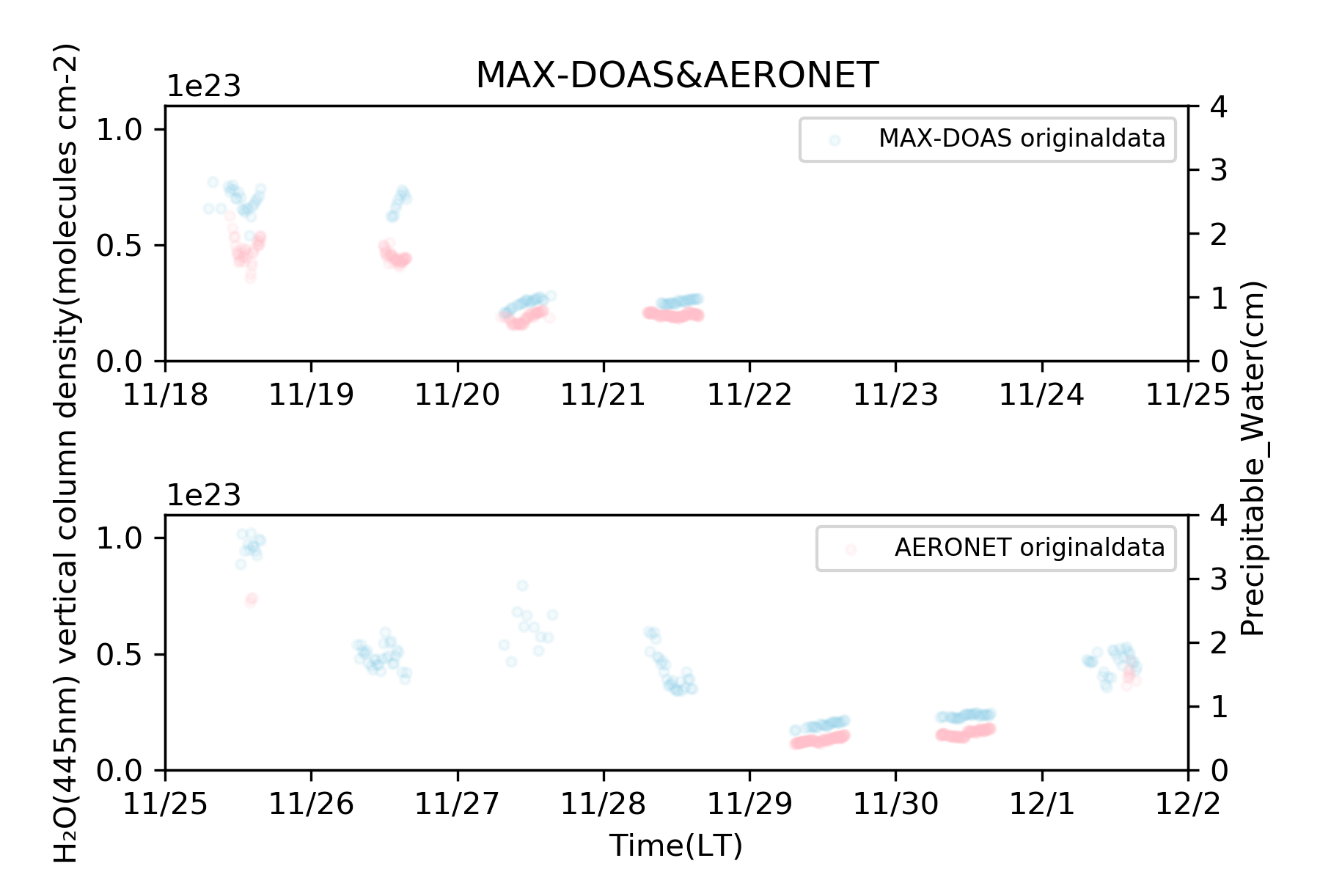 MAX-DOAS&AERONET
1e23
MAX-DOAS originaldata
1.0
0.5
0.0
4
3
2
1
0
11/18 11/19 11/20 11/21 11/22 11/23 11/24 11/25
H₂O(445nm) vertical column density(molecules cm-2)
Precipitable_Water(cm)
1e23
AERONET originaldata
1.0
0.5
0.0
4
3
2
1
0
11/25 11/26 11/27 11/28 11/29 11/30 12/1 12/2
Time(LT)